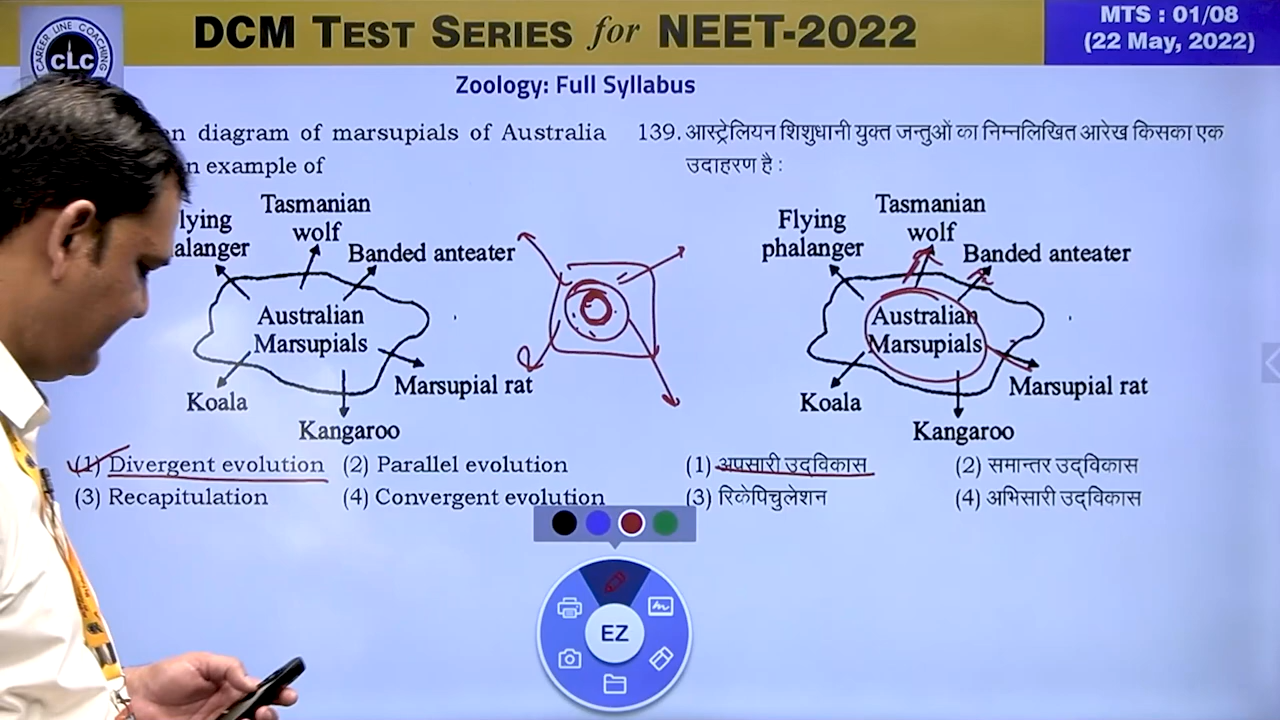 DCM TEST SERIES for NEET-2022
MTS : 01/08
(22 May, 2022)
CAREER LINE COACHING
CLC
Zoology: Full Syllabus
diagram of marsupials of Australia
example of
Tasmanian
wolf
Banded anteater
Australian
Marsupials
Koala
Kangaroo
Marsupial rat
(1) Divergent evolution (2) Parallel evolution
(3) Recapitulation (4) Convergent evolution
139. आस्ट्रेलियन शिशुधानी युक्त जन्तुओं का निम्नलिखित आरेख किसका एक
उदाहरण है :
Tasmanian
wolf
Flying
phalanger
Banded anteater
Australian
Marsupials
Koala
Kangaroo
Marsupial rat
(1) अपसारी उद्विकास (2) समान्तर उद्विकास
(3) रिकेपिचुलेशन (4) अभिसारी उद्विकास
EZ